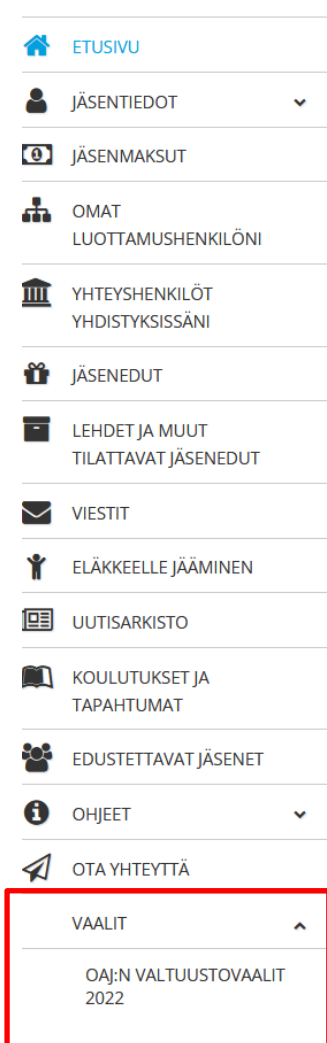 ETUSIVU
JÄSENTIEDOT
JÄSENMAKSUT
OMAT
LUOTTAMUSHENKILÖNI
YHTEYSHENKILÖT
YHDISTYKSISSÄNI
JÄSENEDUT
LEHDET JA MUUT
TILATTAVAT JÄSENEDUT
VIESTIT
ELÄKKEELLE JÄÄMINEN
UUTISARKISTO
KOULUTUKSET JA
TAPAHTUMAT
EDUSTETTAVAT JÄSENET
OHJEET
OTA YHTEYTTÄ
VAALIT
OAJ:N VALTUUSTOVAALIT
2022